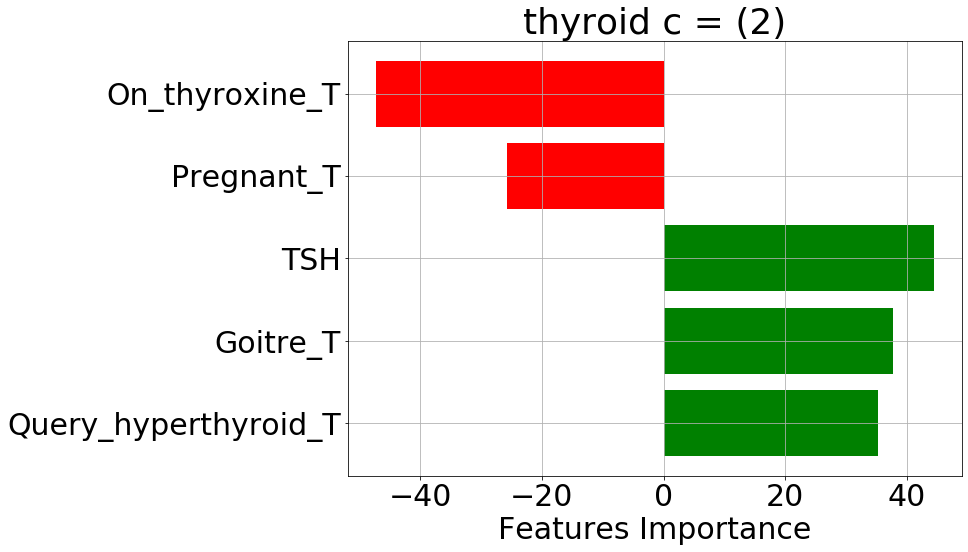 thyroid c = (2)
On_thyroxine_T
Pregnant_T
TSH
Goitre_T
Query_hyperthyroid_T
−40 −20 0 20 40
Features Importance